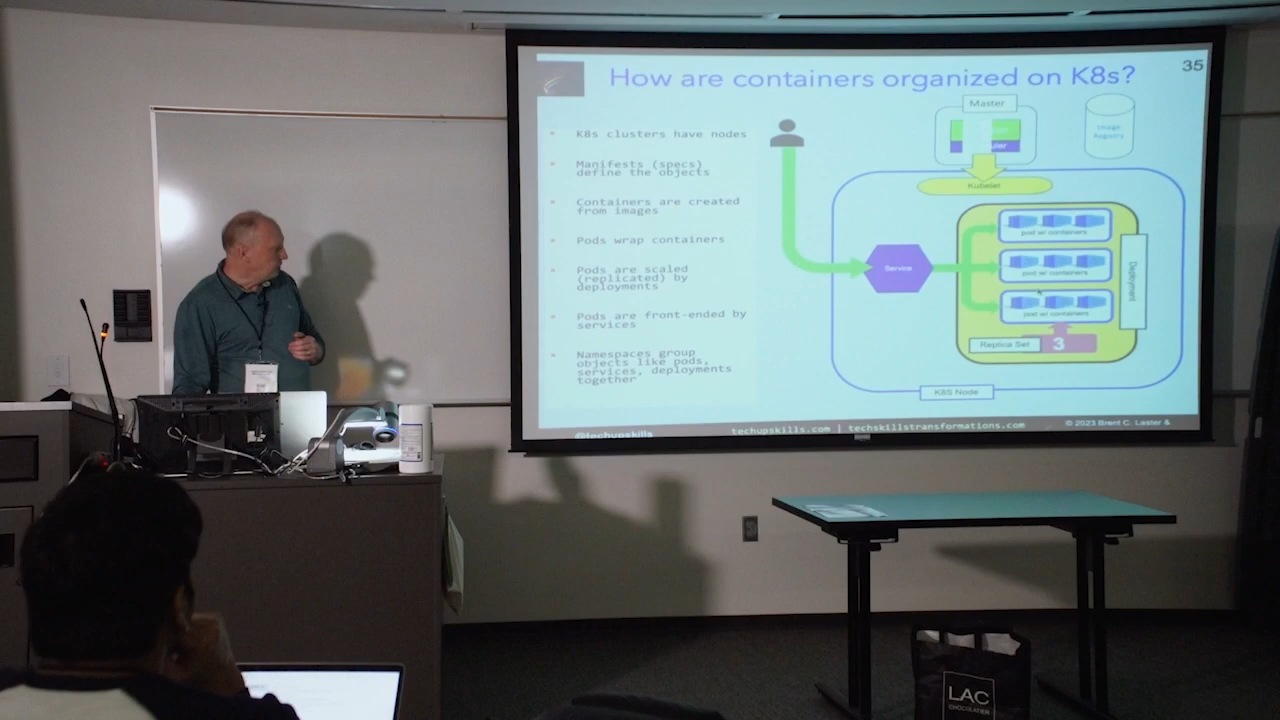 How are containers organized on K8s?
35
K8s clusters have nodes
Manifests (specs)
define the objects
Containers are created
from images
Pods wrap containers
Pods are scaled
(replicated) by
deployments
Pods are front-ended by
services
Namespaces group
objects like pods,
services, deployments
together
Master
Image
Registry
Kubelet
Service
pod w/ containers
pod w/ containers
pod w/ containers
Deployment
Replica Set
3
K8S Node
@techupskills
techupskills.com | techskillstransformations.com
© 2023 Brent C. Laster &
LAC
CHOCOLATIER